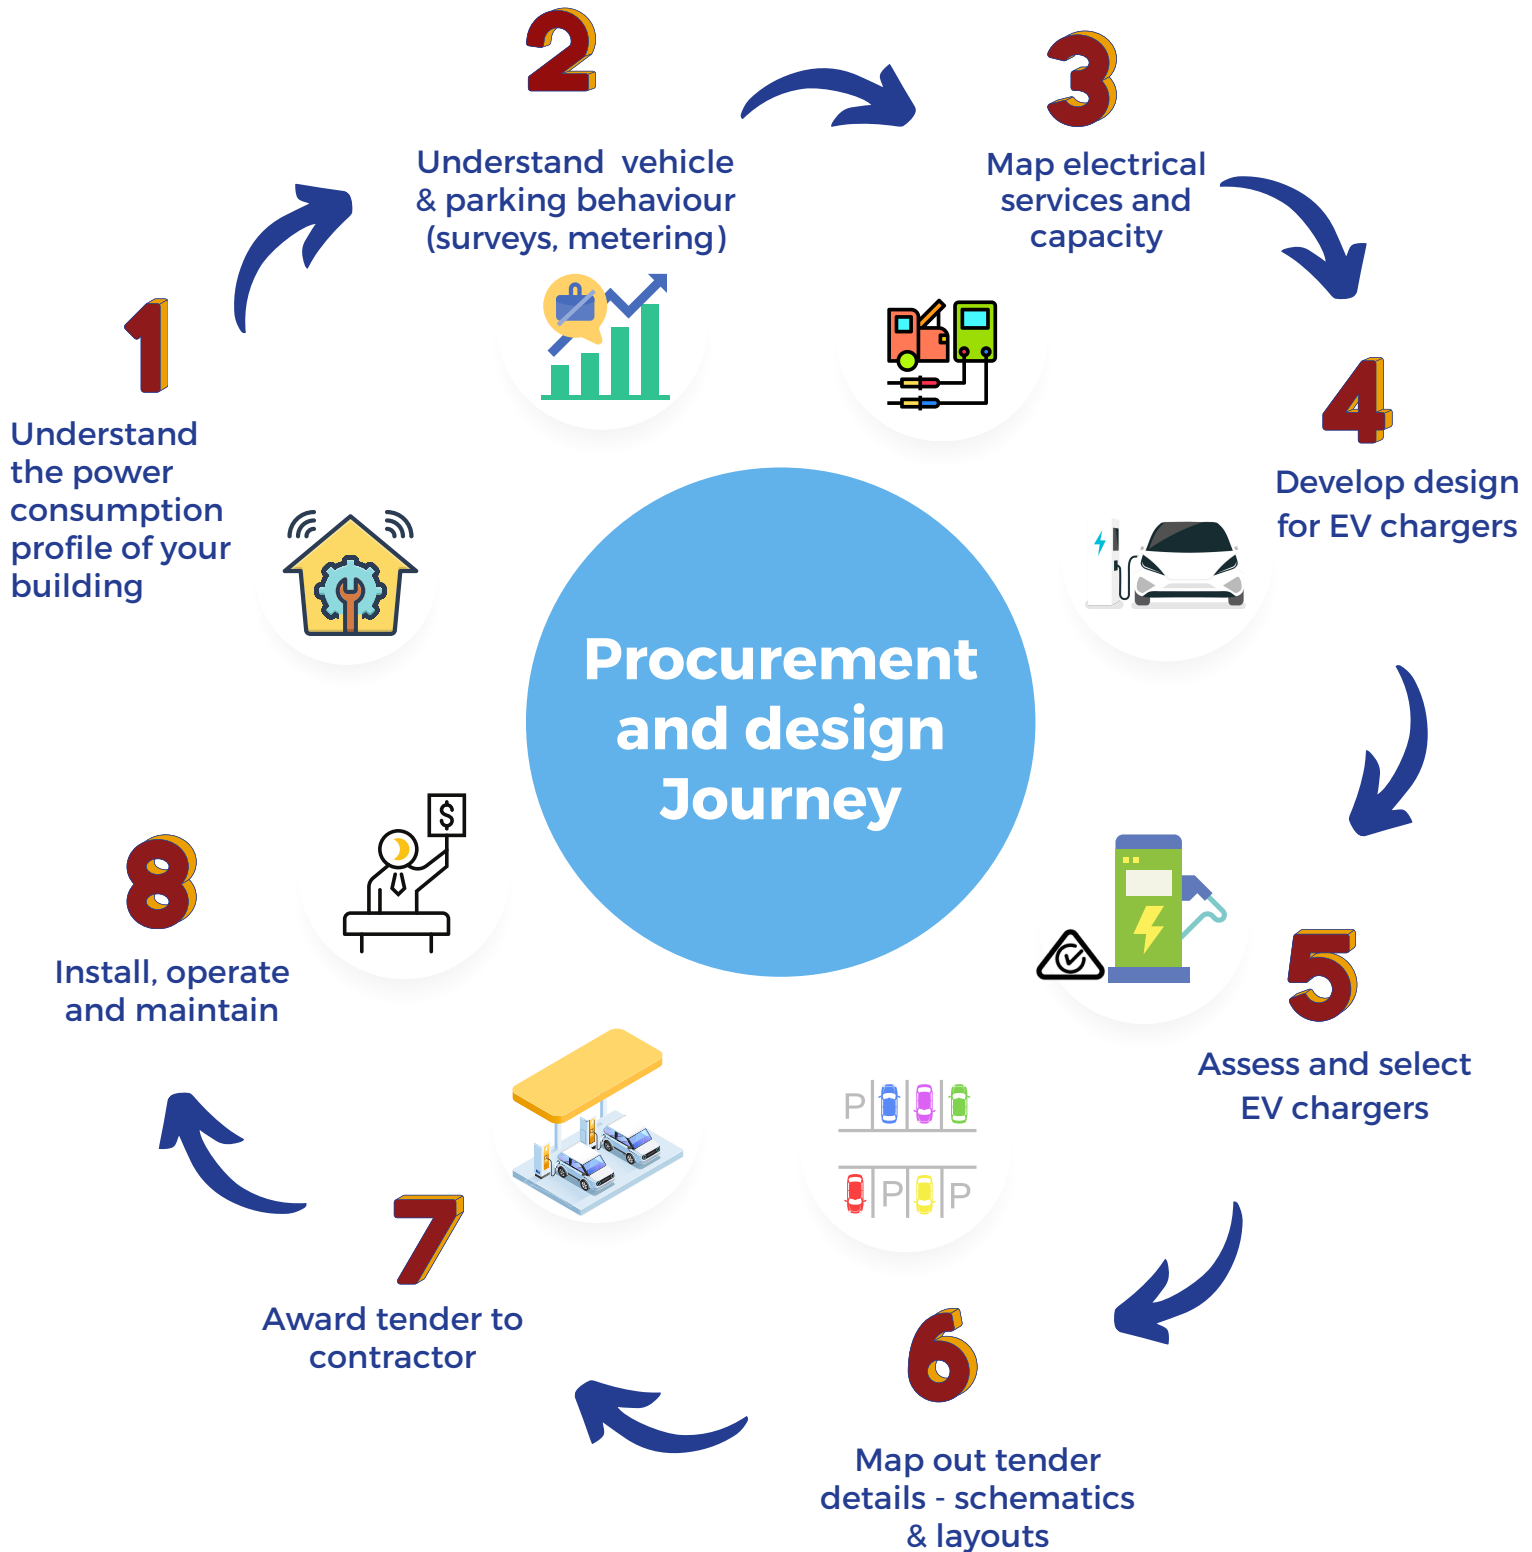 1
Understand
the power
consumption
profile of your
building
2
Understand vehicle
& parking behaviour
(surveys, metering)
3
Map electrical
services and
capacity
4
Develop design
for EV chargers
5
Assess and select
EV chargers
6
Map out tender
details - schematics
& layouts
7
Award tender to
contractor
8
Install, operate
and maintain
Procurement
and design
Journey
$
P
P P